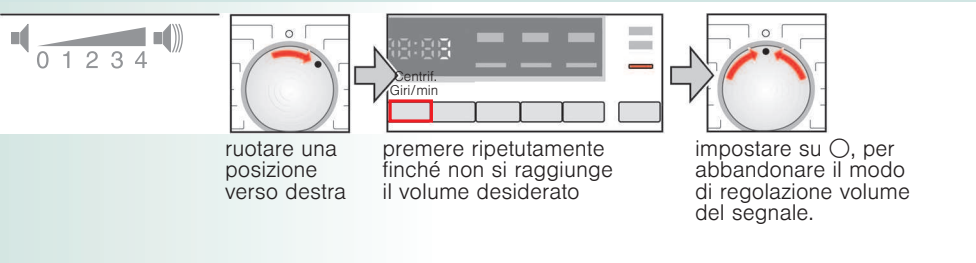 0 1 2 3 4
Centrif.
Giri/min
ruotare una
posizione
verso destra
premere ripetutamente
finché non si raggiunge
il volume desiderato
impostare su ○, per
abbandonare il modo
di regolazione volume
del segnale.